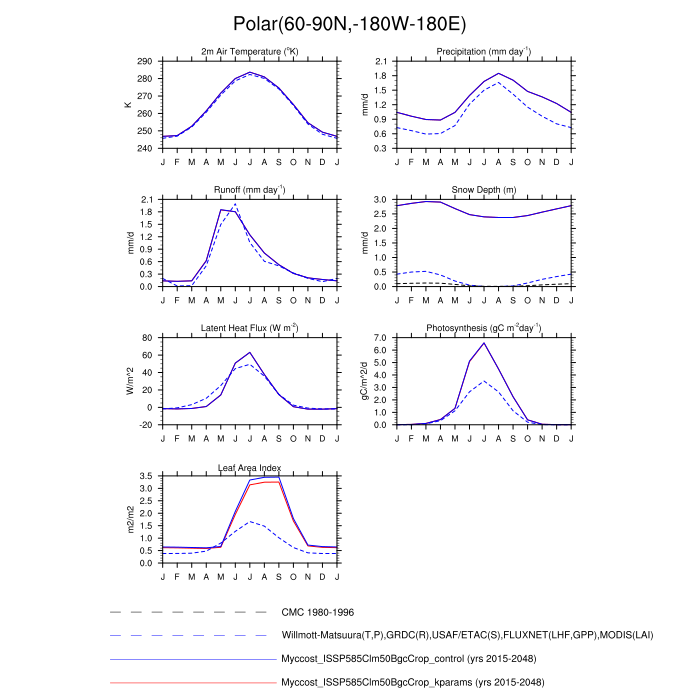 Polar(60-90N,-180W-180E)
2m Air Temperature (°K)
290
280
270
260
250
240
K
J F M A M J J A S O N D J
Precipitation (mm day⁻¹)
2.1
1.8
1.5
1.2
0.9
0.6
0.3
mm/d
J F M A M J J A S O N D J
Runoff (mm day⁻¹)
2.1
1.8
1.5
1.2
0.9
0.6
0.3
0.0
mm/d
J F M A M J J A S O N D J
Snow Depth (m)
3.0
2.5
2.0
1.5
1.0
0.5
0.0
mm/d
J F M A M J J A S O N D J
Latent Heat Flux (W m⁻²)
80
60
40
20
0
-20
W/m^2
J F M A M J J A S O N D J
Photosynthesis (gC m⁻²day⁻¹)
7.0
6.0
5.0
4.0
3.0
2.0
1.0
0.0
gC/m^2/d
J F M A M J J A S O N D J
Leaf Area Index
3.5
3.0
2.5
2.0
1.5
1.0
0.5
0.0
m2/m2
J F M A M J J A S O N D J
CMC 1980-1996
Willmott-Matsuura(T,P),GRDC(R),USAF/ETAC(S),FLUXNET(LHF,GPP),MODIS(LAI)
Myccost_ISSP585Clm50BgcCrop_control (yrs 2015-2048)
Myccost_ISSP585Clm50BgcCrop_kparams (yrs 2015-2048)